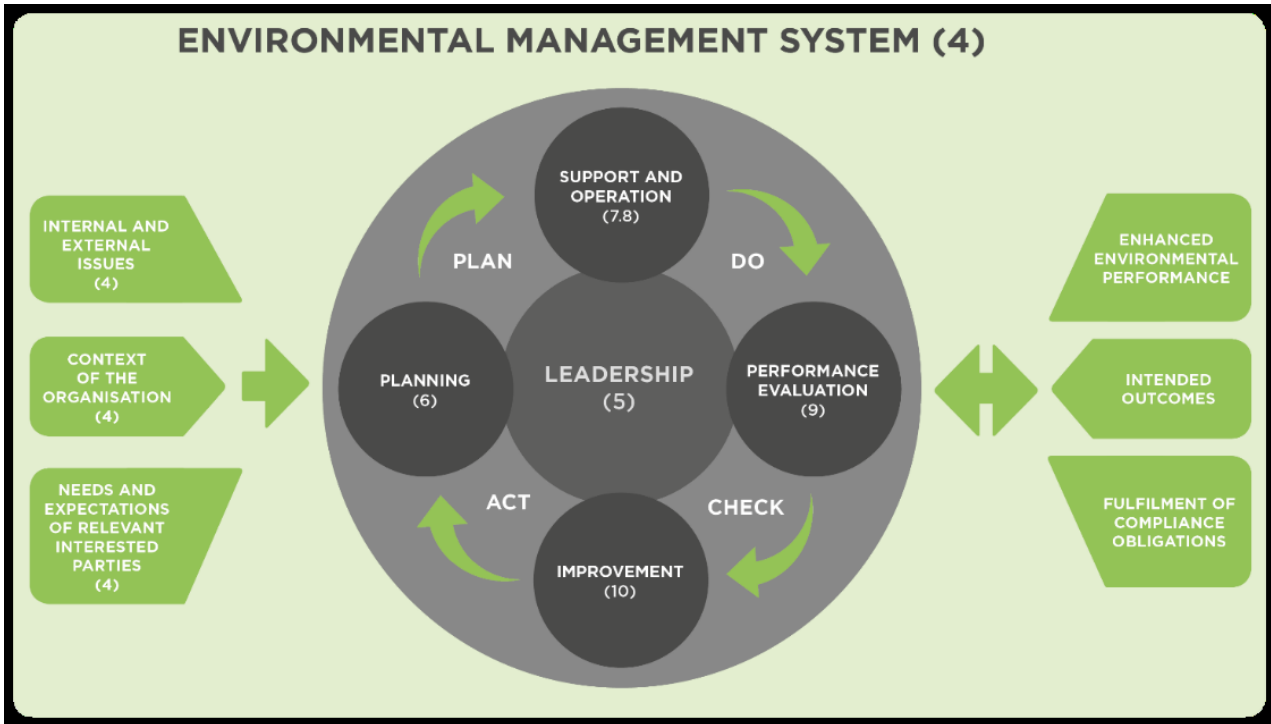 ENVIRONMENTAL MANAGEMENT SYSTEM (4)
INTERNAL AND
EXTERNAL
ISSUES
(4)
CONTEXT
OF THE
ORGANISATION
(4)
NEEDS AND
EXPECTATIONS
OF RELEVANT
INTERESTED
PARTIES
(4)
SUPPORT AND
OPERATION
(7.8)
PLAN
DO
PLANNING
(6)
LEADERSHIP
(5)
PERFORMANCE
EVALUATION
(9)
ACT
CHECK
IMPROVEMENT
(10)
ENHANCED
ENVIRONMENTAL
PERFORMANCE
INTENDED
OUTCOMES
FULFILMENT OF
COMPLIANCE
OBLIGATIONS